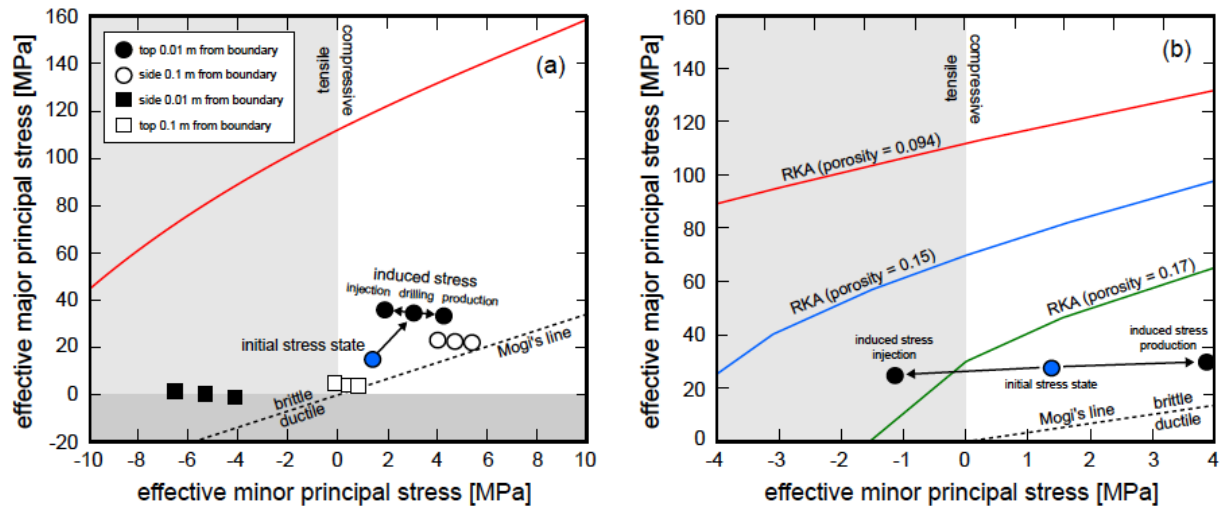 effective major principal stress [MPa]
160
140
120
100
80
60
40
20
0
-20
-10
-8
-6
-4
-2
0
2
4
6
8
10
effective minor principal stress [MPa]
top 0.01 m from boundary
side 0.1 m from boundary
side 0.01 m from boundary
top 0.1 m from boundary
tensile
compressive
(a)
induced stress
injection drilling production
initial stress state
Mogi's line
brittle
ductile
effective major principal stress [MPa]
160
140
120
100
80
60
40
20
0
-4
-3
-2
-1
0
1
2
3
4
effective minor principal stress [MPa]
tensile
compressive
(b)
RKA (porosity = 0.094)
RKA (porosity = 0.15)
RKA (porosity = 0.17)
induced stress
injection
induced stress
production
initial stress state
Mogi's line
brittle
ductile